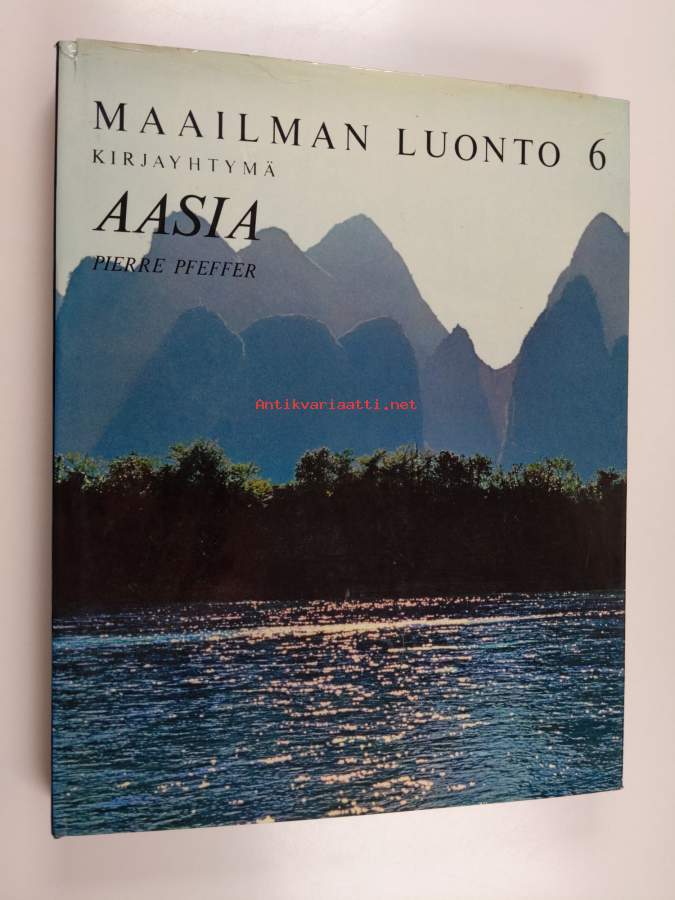 MAAILMAN LUONTO 6
KIRJAYHTYMÄ
AASIA
PIERRE PFEFFER
Antikvariaatti.net